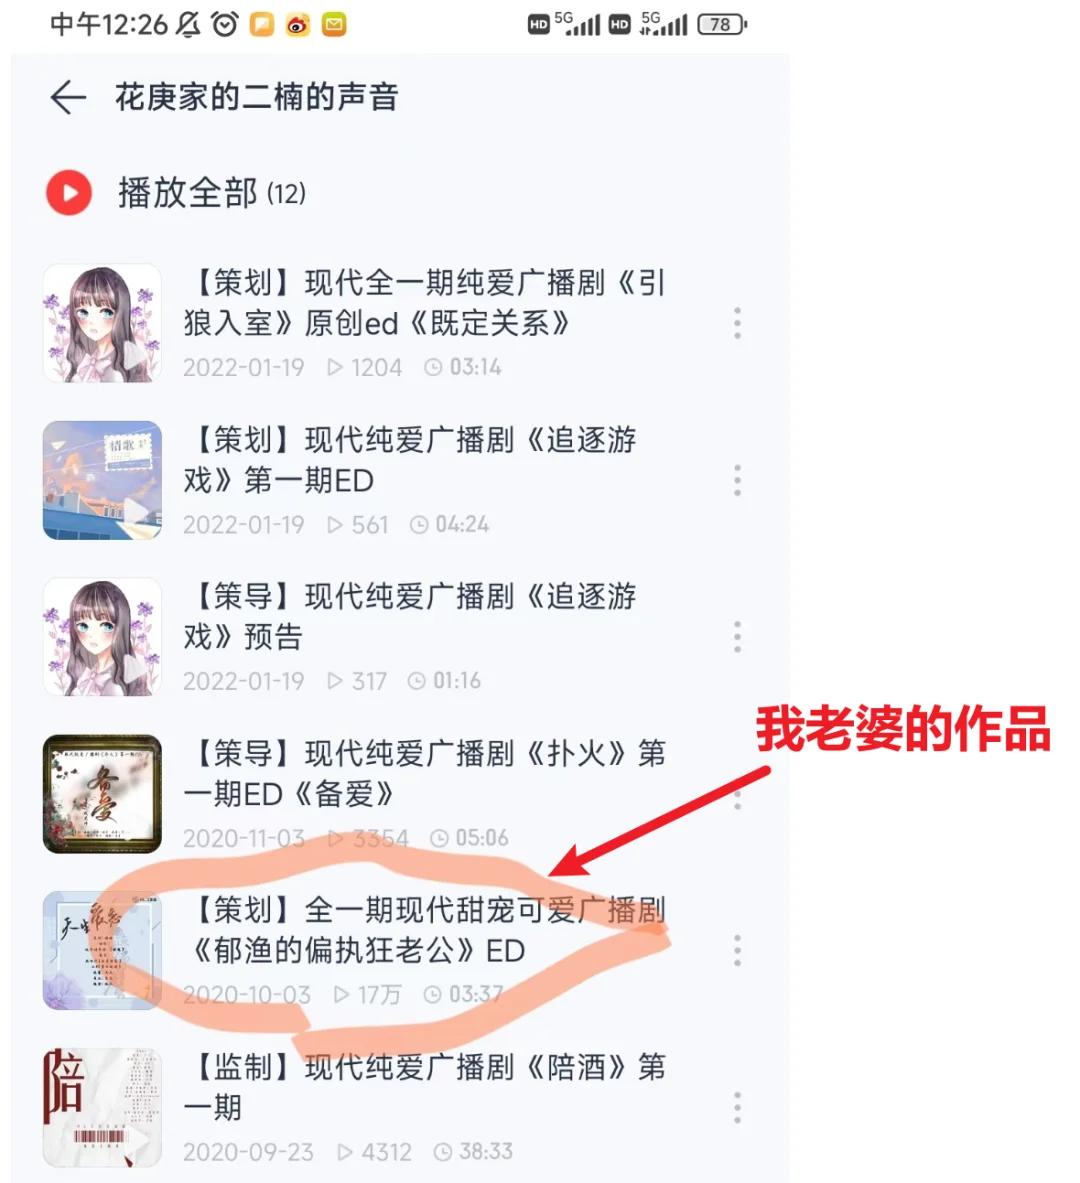 中午12:26
HD 5G HD 5G 78
花庚家的二楠的声音
播放全部 (12)
【策划】现代全一期纯爱广播剧《引
狼入室》原创ed《既定关系》
2022-01-19 1204 03:14
情歌
【策划】现代纯爱广播剧《追逐游
戏》第一期ED
2022-01-19 561 04:24
【策导】现代纯爱广播剧《追逐游
戏》预告
2022-01-19 317 01:16
我老婆的作品
备爱
【策导】现代纯爱广播剧《扑火》第
一期ED《备爱》
2020-11-03 3354 05:06
【策划】全一期现代甜宠可爱广播剧
《郁渔的偏执狂老公》ED
2020-10-03 17万 03:37
陪
【监制】现代纯爱广播剧《陪酒》第
一期
2020-09-23 4312 38:33